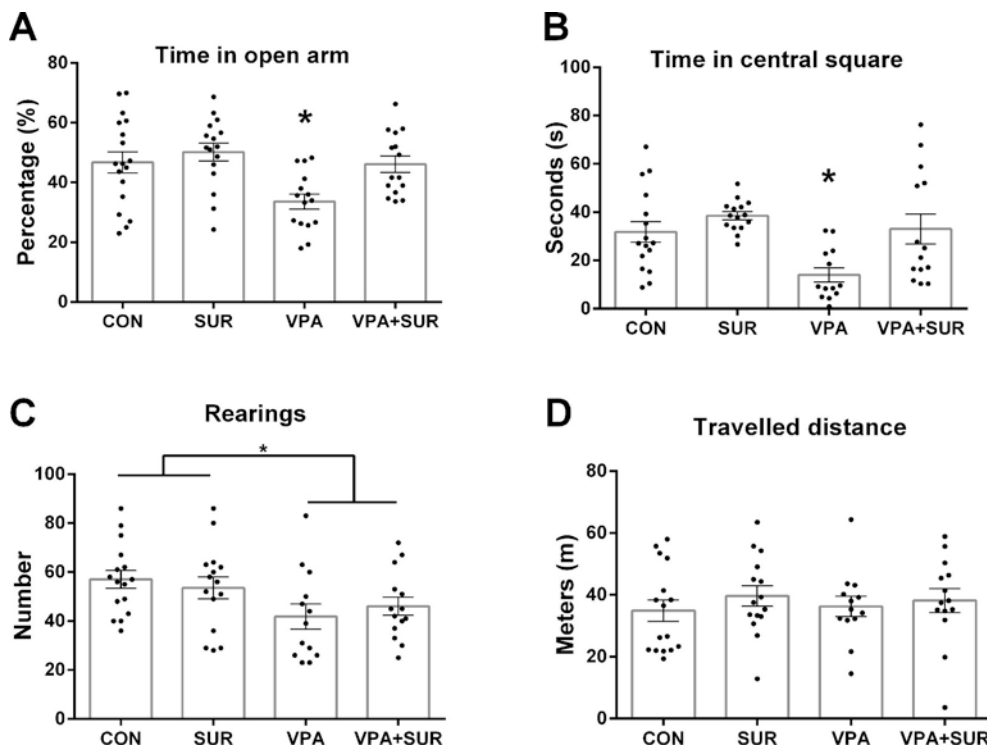 A
Time in open arm
Percentage (%)
80
60
40
20
0
*
CON SUR VPA VPA+SUR
B
Time in central square
Seconds (s)
100
80
60
40
20
0
*
CON SUR VPA VPA+SUR
C
Rearings
Number
100
80
60
40
20
0
*
CON SUR VPA VPA+SUR
D
Travelled distance
Meters (m)
80
60
40
20
0
CON SUR VPA VPA+SUR